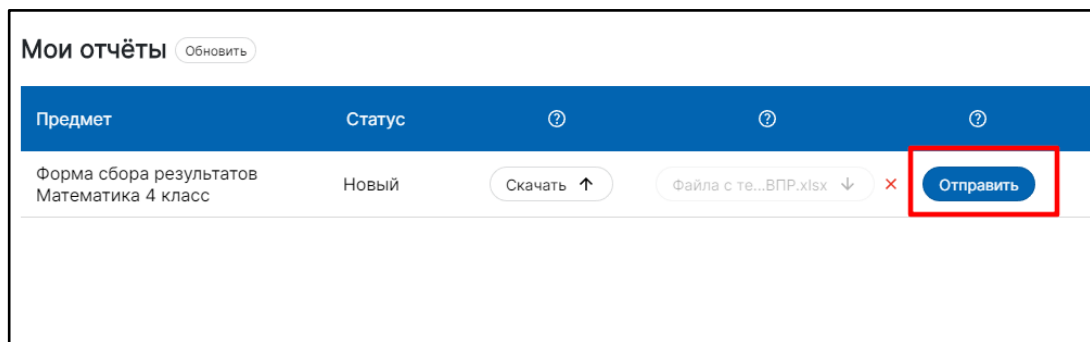 Мои отчёты Обновить
Предмет Статус ? ? ?
Форма сбора результатов
Математика 4 класс
Новый Скачать ↑ Файла с те...ВПР.xlsx ↓ × Отправить